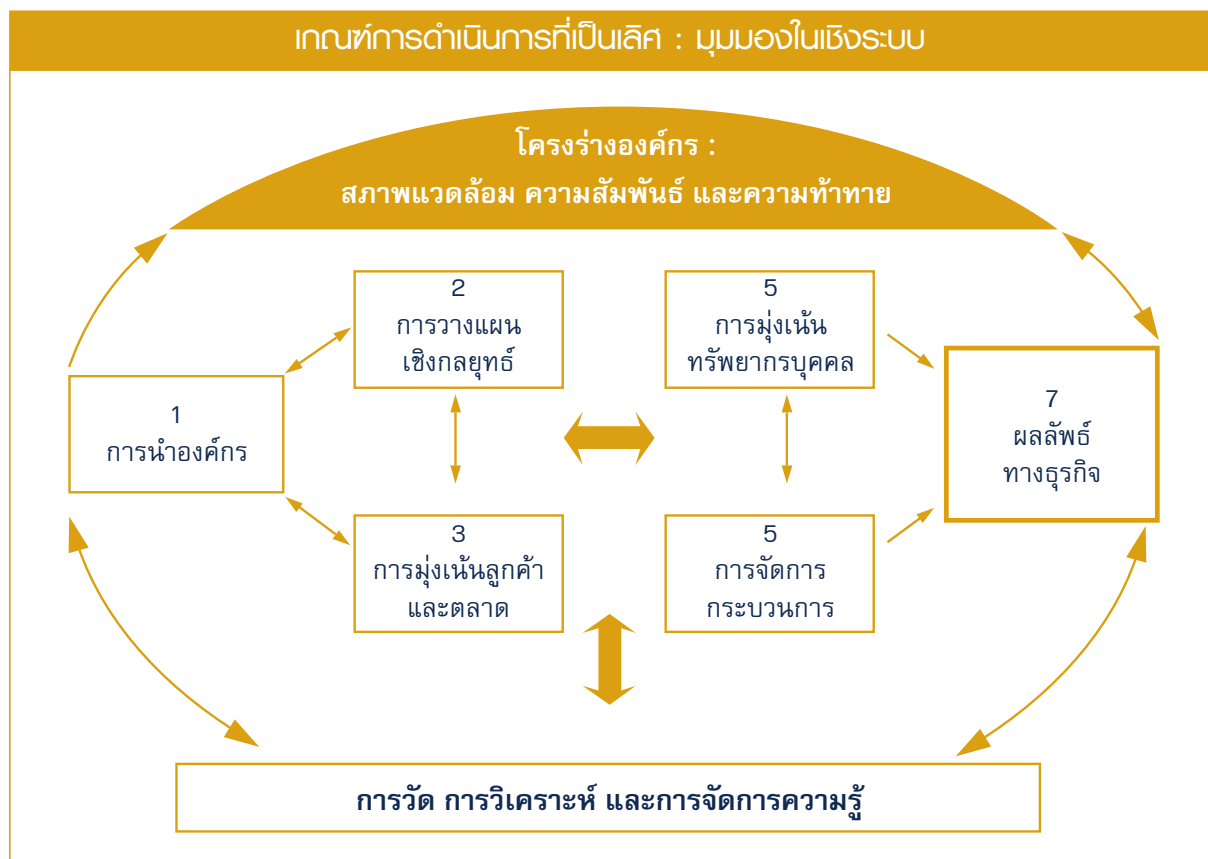 เกณฑ์การดำเนินการที่เป็นเลิศ : มุมมองในเชิงระบบ
โครงร่างองค์กร :
สภาพแวดล้อม ความสัมพันธ์ และความท้าทาย
2
การวางแผน
เชิงกลยุทธ์
5
การมุ่งเน้น
ทรัพยากรบุคคล
1
การนำองค์กร
7
ผลลัพธ์
ทางธุรกิจ
3
การมุ่งเน้นลูกค้า
และตลาด
5
การจัดการ
กระบวนการ
การวัด การวิเคราะห์ และการจัดการความรู้